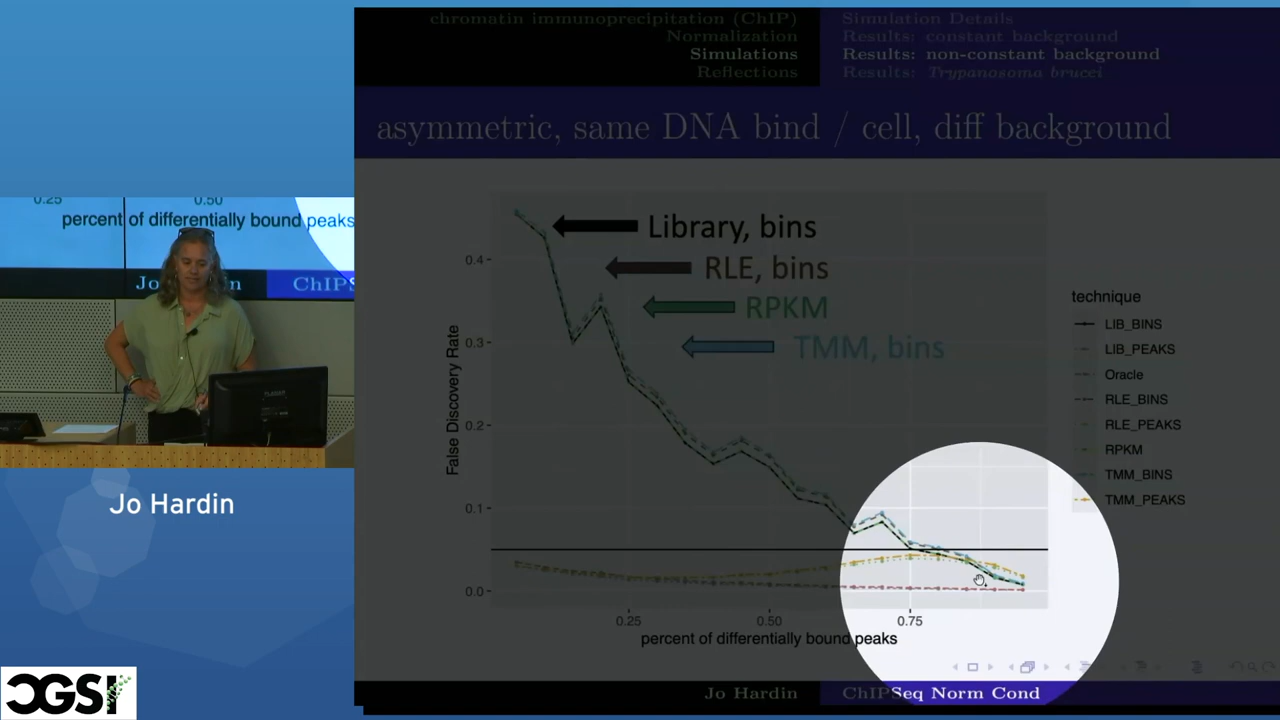 chromatin immunoprecipitation (ChIP)
Normalization
Simulations
Reflections
Simulation Details
Results: constant background
Results: non-constant background
Results: Trypanosoma brucei
asymmetric, same DNA bind / cell, diff background
Library, bins
RLE, bins
RPKM
TMM, bins
False Discovery Rate
0.4
0.3
0.2
0.1
0.0
0.25
0.50
0.75
percent of differentially bound peaks
technique
LIB_BINS
LIB_PEAKS
Oracle
RLE_BINS
RLE_PEAKS
RPKM
TMM_BINS
TMM_PEAKS
Jo Hardin
ChIPSeq Norm Cond
0.25
0.50
percent of differentially bound peaks
Jo
n
ChIPS
Jo Hardin
CGSI